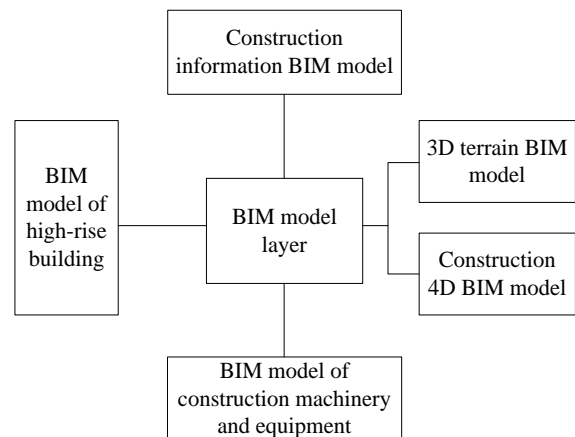 Construction
information BIM model
BIM
model of
high-rise
building
BIM model
layer
3D terrain BIM
model
Construction
4D BIM model
BIM model of
construction machinery
and equipment